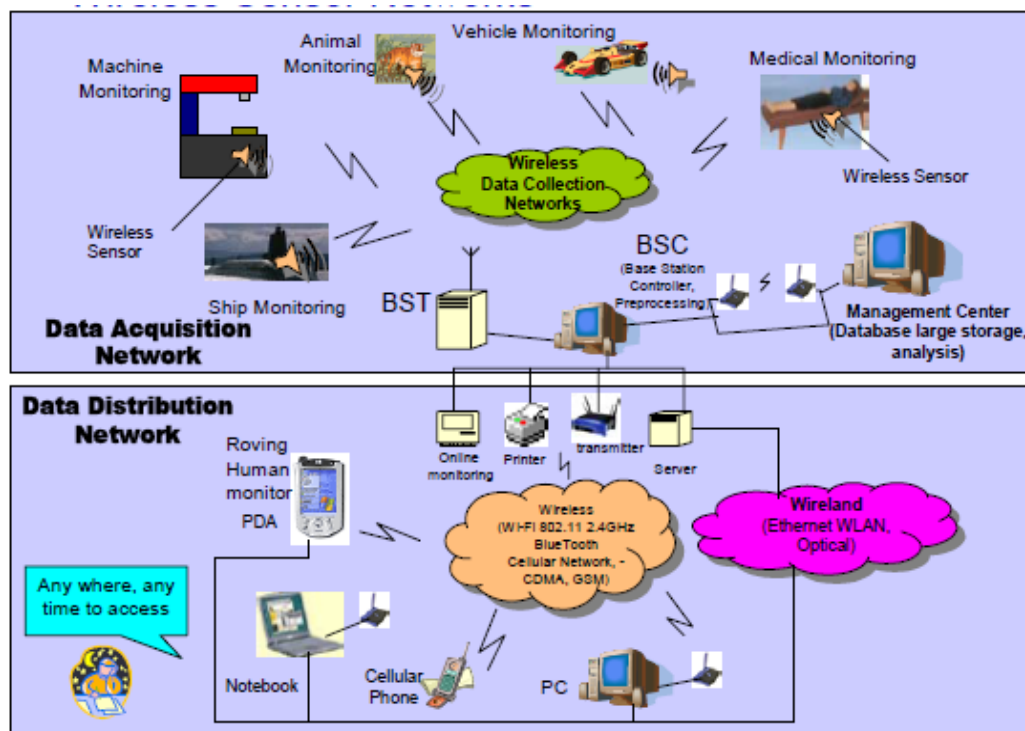 Wireless Sensor Networks
Animal
Monitoring
Vehicle Monitoring
Machine
Monitoring
Medical Monitoring
Wireless
Data Collection
Networks
Wireless Sensor
Wireless
Sensor
Ship Monitoring
BST
BSC
(Base Station
Controller,
Preprocessing)
Management Center
(Database large storage,
analysis)
Data Acquisition
Network
Data Distribution
Network
Online
monitoring
Printer
transmitter
Server
Roving
Human
monitor
PDA
Wireless
(WI-FI 802.11 2.4GHz
BlueTooth
Cellular Network, -
CDMA, GSM)
Wireland
(Ethernet WLAN,
Optical)
Any where, any
time to access
Notebook
Cellular
Phone
PC